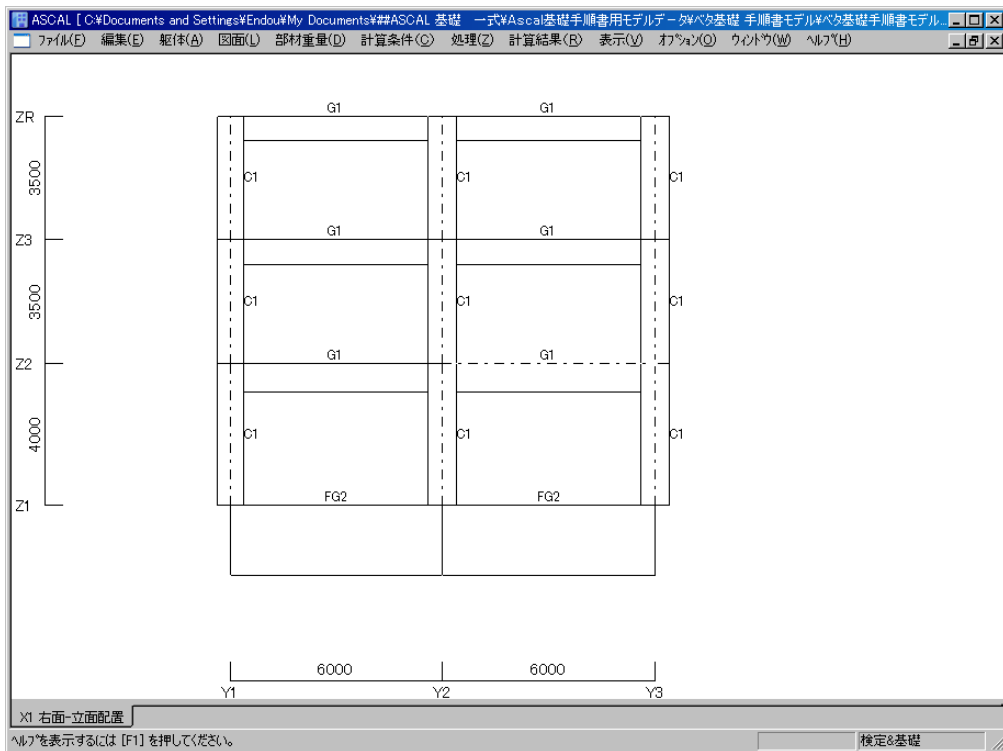 ASCAL [ C:¥Documents and Settings¥Endou¥My Documents¥##ASCAL 基礎　一式¥Ascal基礎手順書用モデルデータ¥ベタ基礎 手順書モデル¥ベタ基礎手順書モデル...
ファイル(F) 編集(E) 躯体(A) 図面(L) 部材重量(D) 計算条件(C) 処理(Z) 計算結果(R) 表示(V) オプション(O) ウィンドウ(W) ヘルプ(H)
G1 G1
ZR
3500
C1 C1 C1
G1 G1
Z3
3500
C1 C1 C1
G1 G1
Z2
4000
C1 C1 C1
FG2 FG2
Z1
6000 6000
Y1 Y2 Y3
X1 右面-立面配置
ヘルプを表示するには [F1] を押してください。 検定&基礎